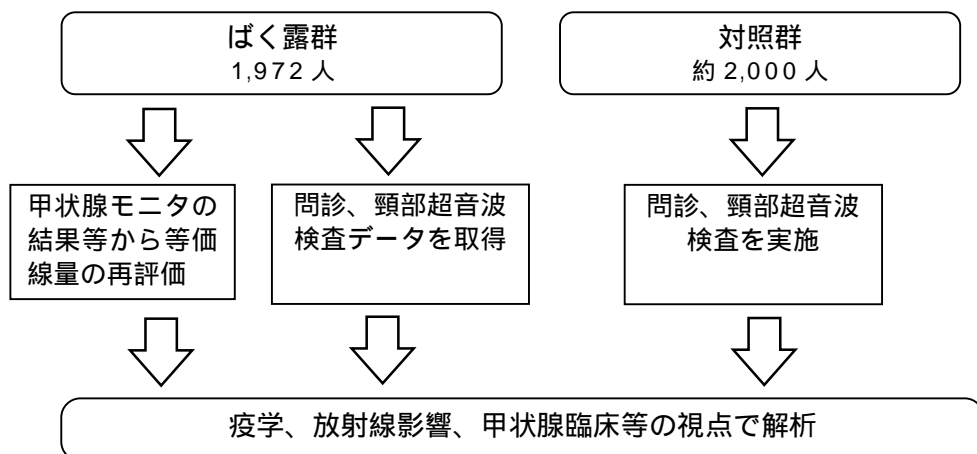 ばく露群
1,972 人
対照群
約 2,000 人
甲状腺モニタの
結果等から等価
線量の再評価
問診、頸部超音波
検査データを取得
問診、頸部超音波
検査を実施
疫学、放射線影響、甲状腺臨床等の視点で解析